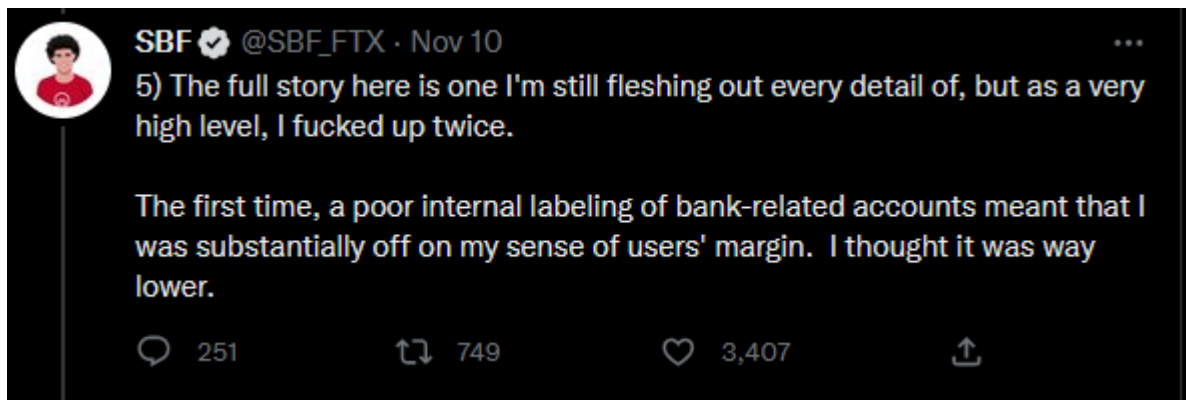 SBF @SBF_FTX · Nov 10
5) The full story here is one I'm still fleshing out every detail of, but as a very
high level, I fucked up twice.
The first time, a poor internal labeling of bank-related accounts meant that I
was substantially off on my sense of users' margin.  I thought it was way
lower.
251 749 3,407